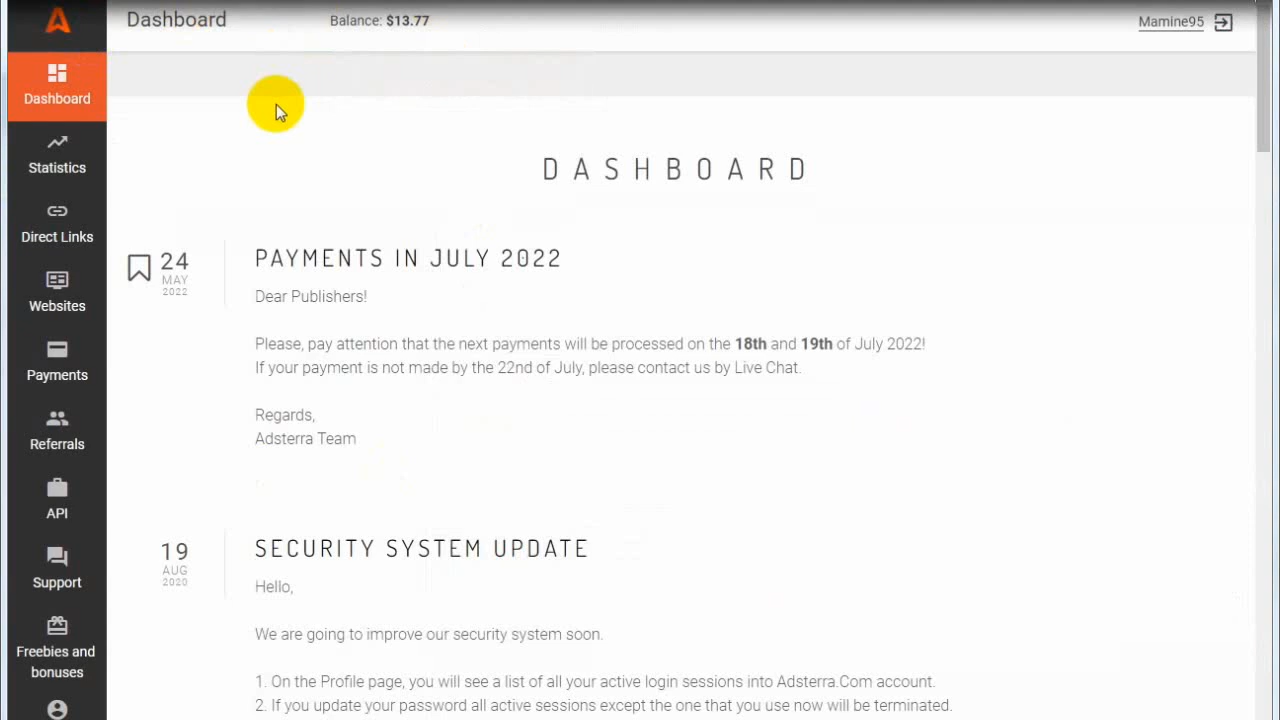 Dashboard
Balance: $13.77
Mamine95
Dashboard
Statistics
Direct Links
Websites
Payments
Referrals
API
Support
Freebies and
bonuses
DASHBOARD
24
MAY
2022
PAYMENTS IN JULY 2022
Dear Publishers!
Please, pay attention that the next payments will be processed on the 18th and 19th of July 2022!
If your payment is not made by the 22nd of July, please contact us by Live Chat.
Regards,
Adsterra Team
19
AUG
2020
SECURITY SYSTEM UPDATE
Hello,
We are going to improve our security system soon.
1. On the Profile page, you will see a list of all your active login sessions into Adsterra.Com account.
2. If you update your password all active sessions except the one that you use now will be terminated.